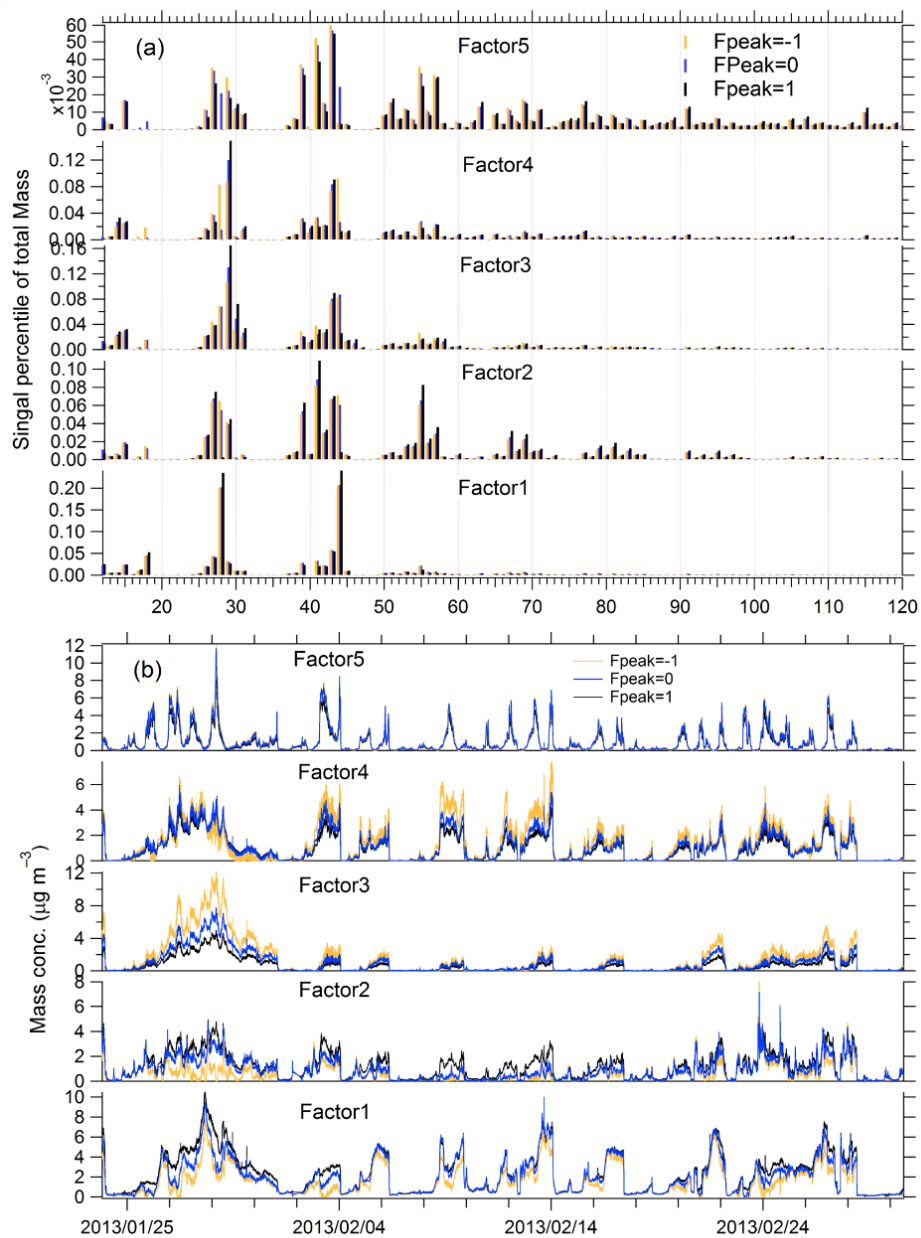 (a)
Factor5
Fpeak=-1
FPeak=0
Fpeak=1
60
50
40
30
20
10
0
x10⁻³
Factor4
0.12
0.08
0.04
0.00
Factor3
0.16
0.12
0.08
0.04
0.00
Factor2
0.10
0.08
0.06
0.04
0.02
0.00
Factor1
0.20
0.15
0.10
0.05
0.00
Singal percentile of total Mass
20 30 40 50 60 70 80 90 100 110 120
(b)
Factor5
Fpeak=-1
Fpeak=0
Fpeak=1
12
10
8
6
4
2
0
Factor4
6
4
2
0
Factor3
12
8
4
0
Factor2
8
6
4
2
0
Factor1
10
8
6
4
2
0
Mass conc. (µg m⁻³)
2013/01/25 2013/02/04 2013/02/14 2013/02/24